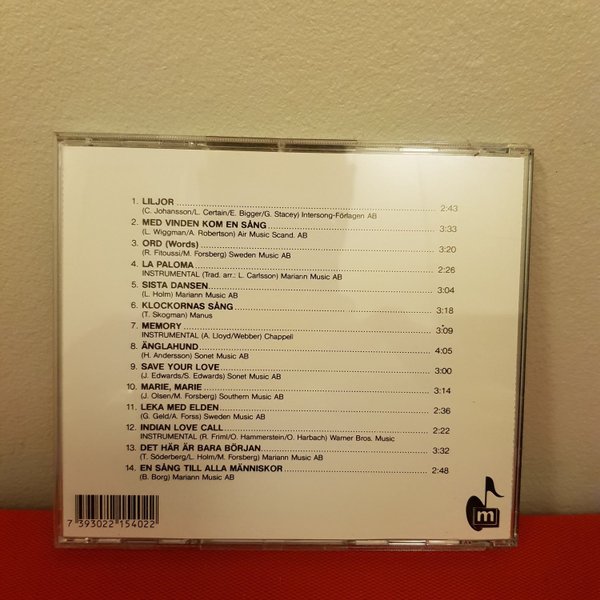 1. LILJOR 2:43
(C. Johansson/L. Certain/E. Bigger/G. Stacey) Intersong-Förlagen AB
2. MED VINDEN KOM EN SÅNG 3:33
(L. Wiggman/A. Robertson) Air Music Scand. AB
3. ORD (Words) 3:20
(R. Fitoussi/M. Forsberg) Sweden Music AB
4. LA PALOMA 2:26
INSTRUMENTAL (Trad. arr.: L. Carlsson) Mariann Music AB
5. SISTA DANSEN 3:04
(L. Holm) Mariann Music AB
6. KLOCKORNAS SÅNG 3:18
(T. Skogman) Manus
7. MEMORY 3:09
INSTRUMENTAL (A. Lloyd/Webber) Chappell
8. ÄNGLAHUND 4:05
(H. Andersson) Sonet Music AB
9. SAVE YOUR LOVE 3:00
(J. Edwards/S. Edwards) Sonet Music AB
10. MARIE, MARIE 3:14
(J. Olsen/M. Forsberg) Southern Music AB
11. LEKA MED ELDEN 2:36
(G. Geld/A. Forss) Sweden Music AB
12. INDIAN LOVE CALL 2:22
INSTRUMENTAL (R. Friml/O. Hammerstein/O. Harbach) Warner Bros. Music
13. DET HÄR ÄR BARA BÖRJAN 3:32
(T. Söderberg/L. Holm/M. Forsberg) Mariann Music AB
14. EN SÅNG TILL ALLA MÄNNISKOR 2:48
(B. Borg) Mariann Music AB
7 393022 154022
m